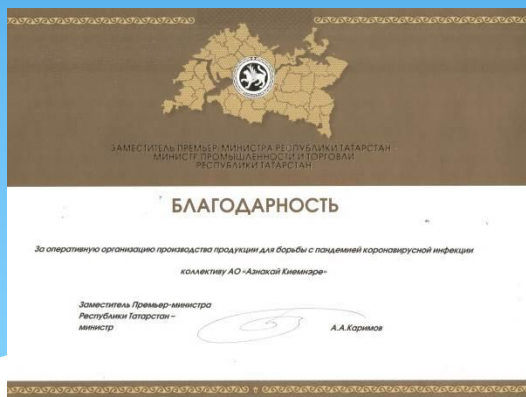 ЗАМЕСТИТЕЛЬ ПРЕМЬЕР-МИНИСТРА РЕСПУБЛИКИ ТАТАРСТАН -
МИНИСТР ПРОМЫШЛЕННОСТИ И ТОРГОВЛИ
РЕСПУБЛИКИ ТАТАРСТАН
БЛАГОДАРНОСТЬ
За оперативную организацию производства продукции для борьбы с пандемией коронавирусной инфекции
коллективу АО «Азнакай Киемнәре»
Заместитель Премьер-министра
Республики Татарстан –
министр
А.А.Каримов